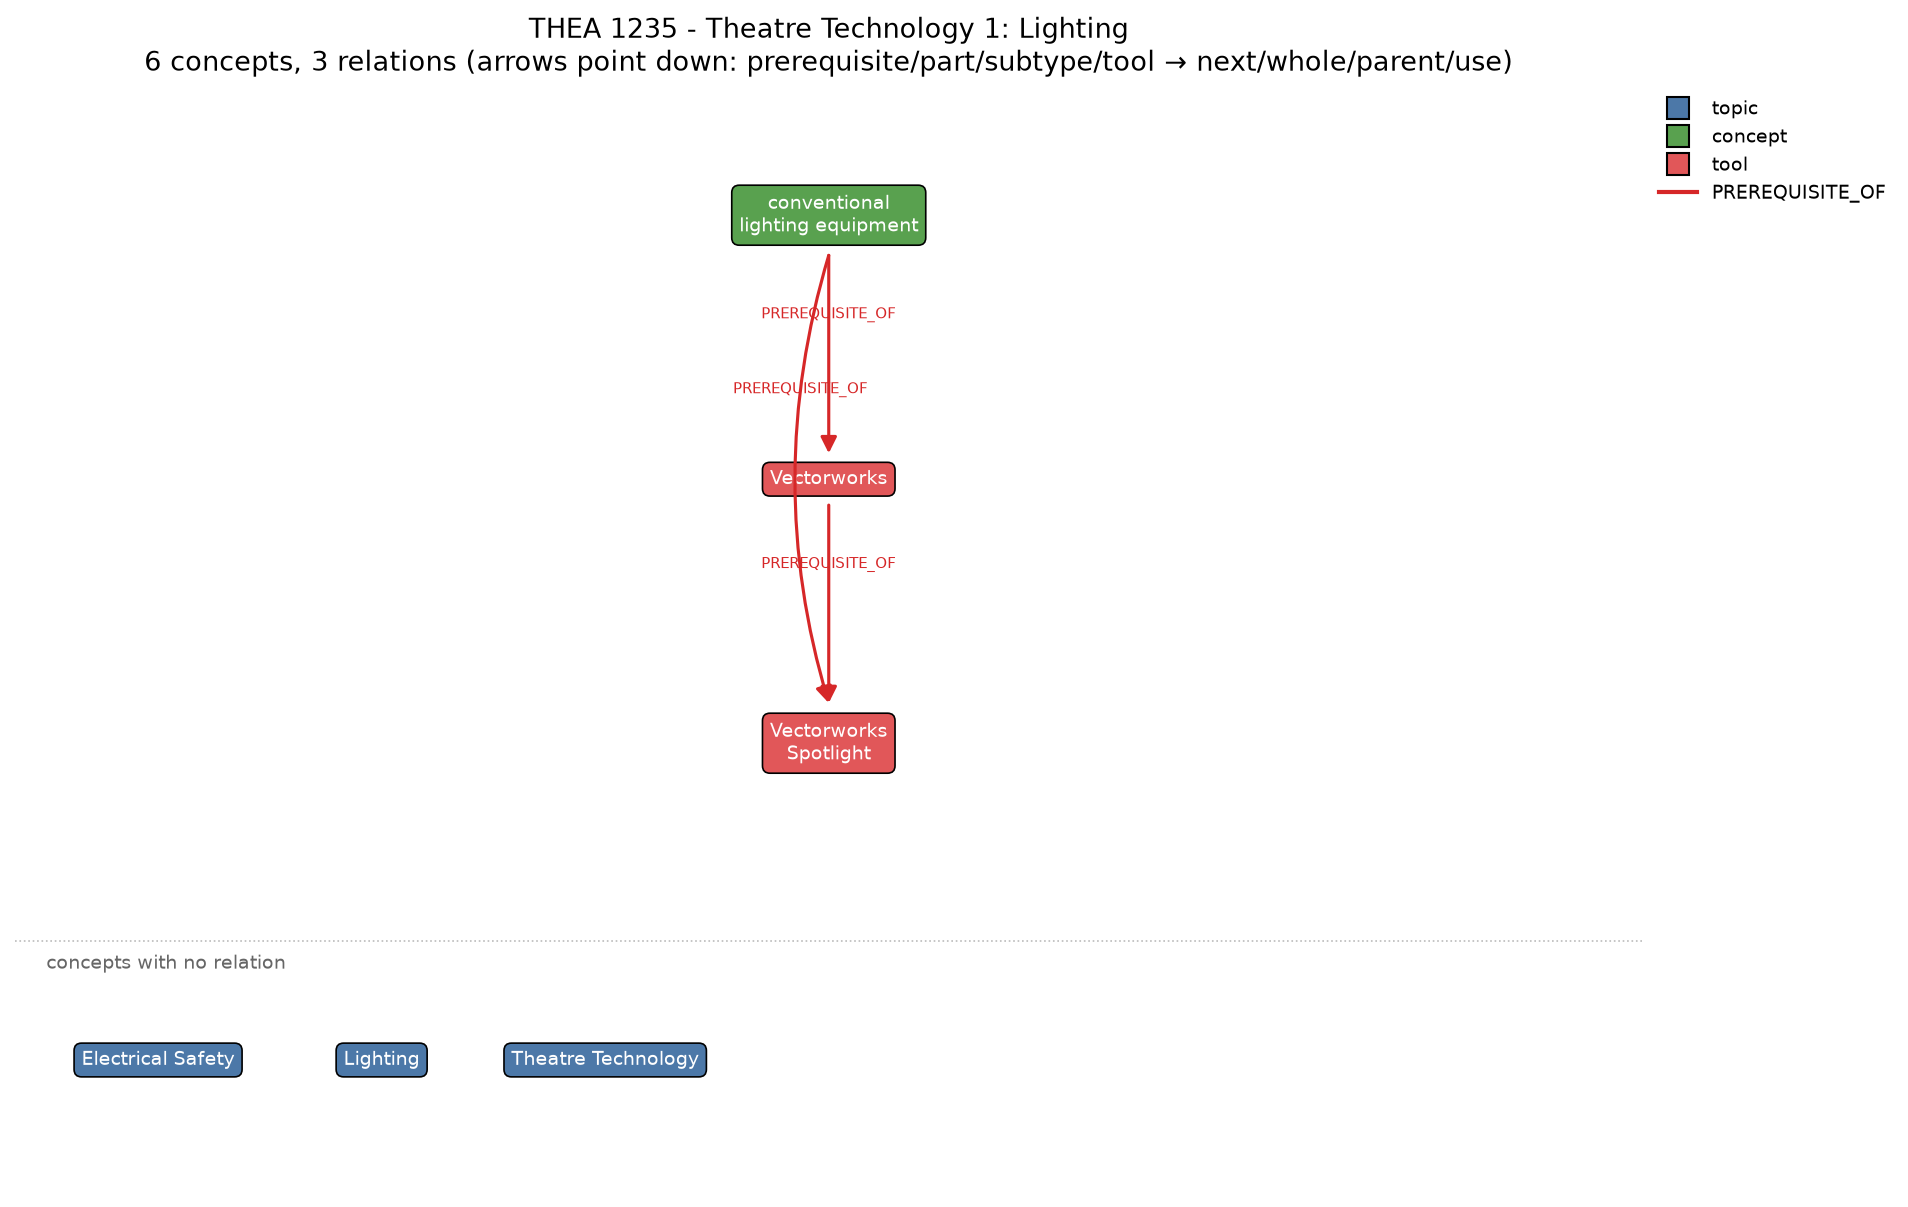 THEA 1235 - Theatre Technology 1: Lighting
6 concepts, 3 relations (arrows point down: prerequisite/part/subtype/tool → next/whole/parent/use)
topic
concept
tool
PREREQUISITE_OF
conventional
lighting equipment
PREREQUISITE_OF
PREREQUISITE_OF
Vectorworks
PREREQUISITE_OF
Vectorworks
Spotlight
concepts with no relation
Electrical Safety
Lighting
Theatre Technology